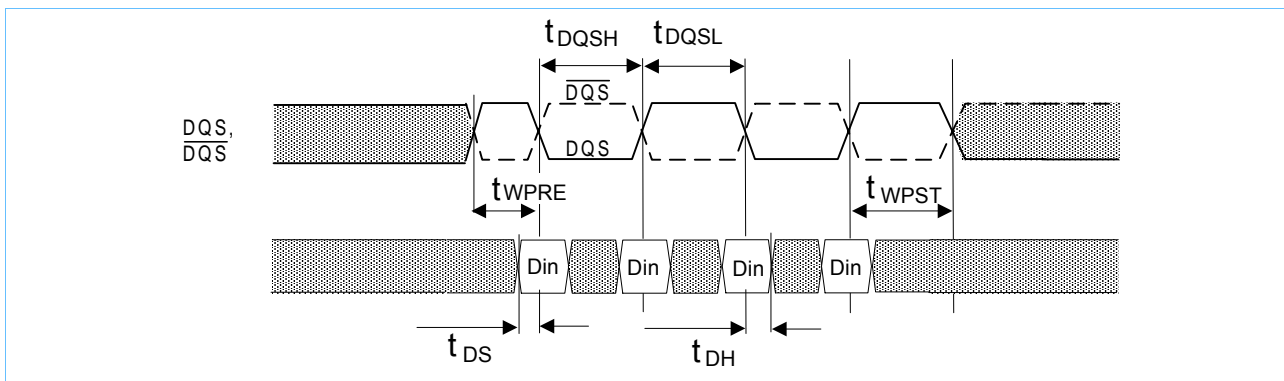 tDQSH tDQSL
DQS
DQS,
DQS
DQS
tWPRE
tWPST
Din Din Din Din
tDS
tDH